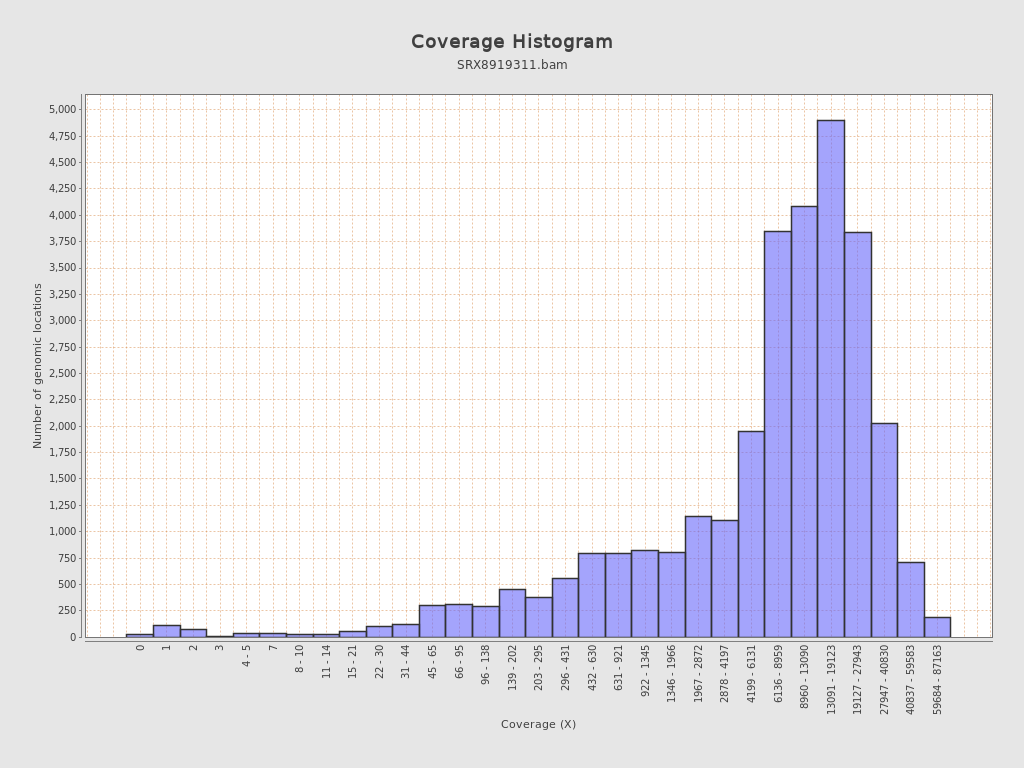 Coverage Histogram
SRX8919311.bam
Number of genomic locations
5,000
4,750
4,500
4,250
4,000
3,750
3,500
3,250
3,000
2,750
2,500
2,250
2,000
1,750
1,500
1,250
1,000
750
500
250
0
0
1
2
3
4 - 5
7
8 - 10
11 - 14
15 - 21
22 - 30
31 - 44
45 - 65
66 - 95
96 - 138
139 - 202
203 - 295
296 - 431
432 - 630
631 - 921
922 - 1345
1346 - 1966
1967 - 2872
2878 - 4197
4199 - 6131
6136 - 8959
8960 - 13090
13091 - 19123
19127 - 27943
27947 - 40830
40837 - 59583
59684 - 87163
Coverage (X)